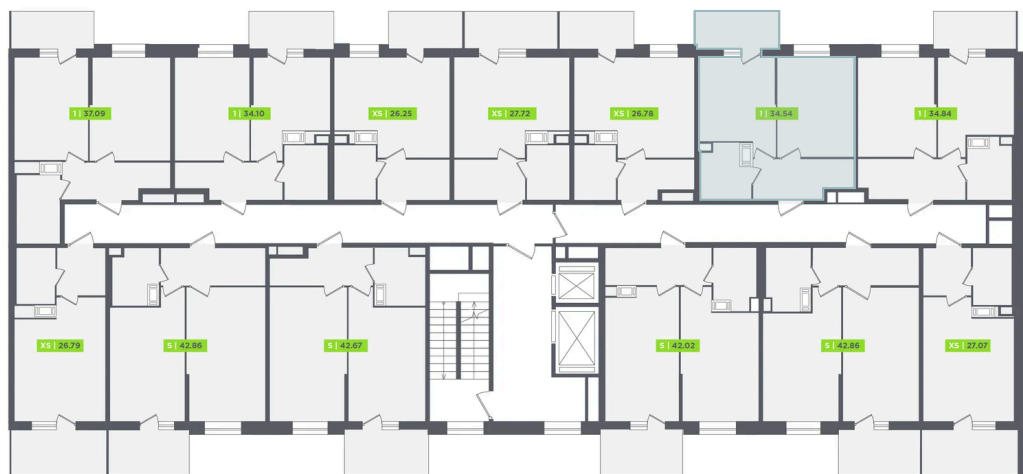 1 | 37.09
1 | 34.10
XS | 26.25
XS | 27.72
XS | 26.78
1 | 34.54
1 | 34.84
XS | 26.79
S | 42.86
S | 42.67
S | 42.02
S | 42.86
XS | 27.07